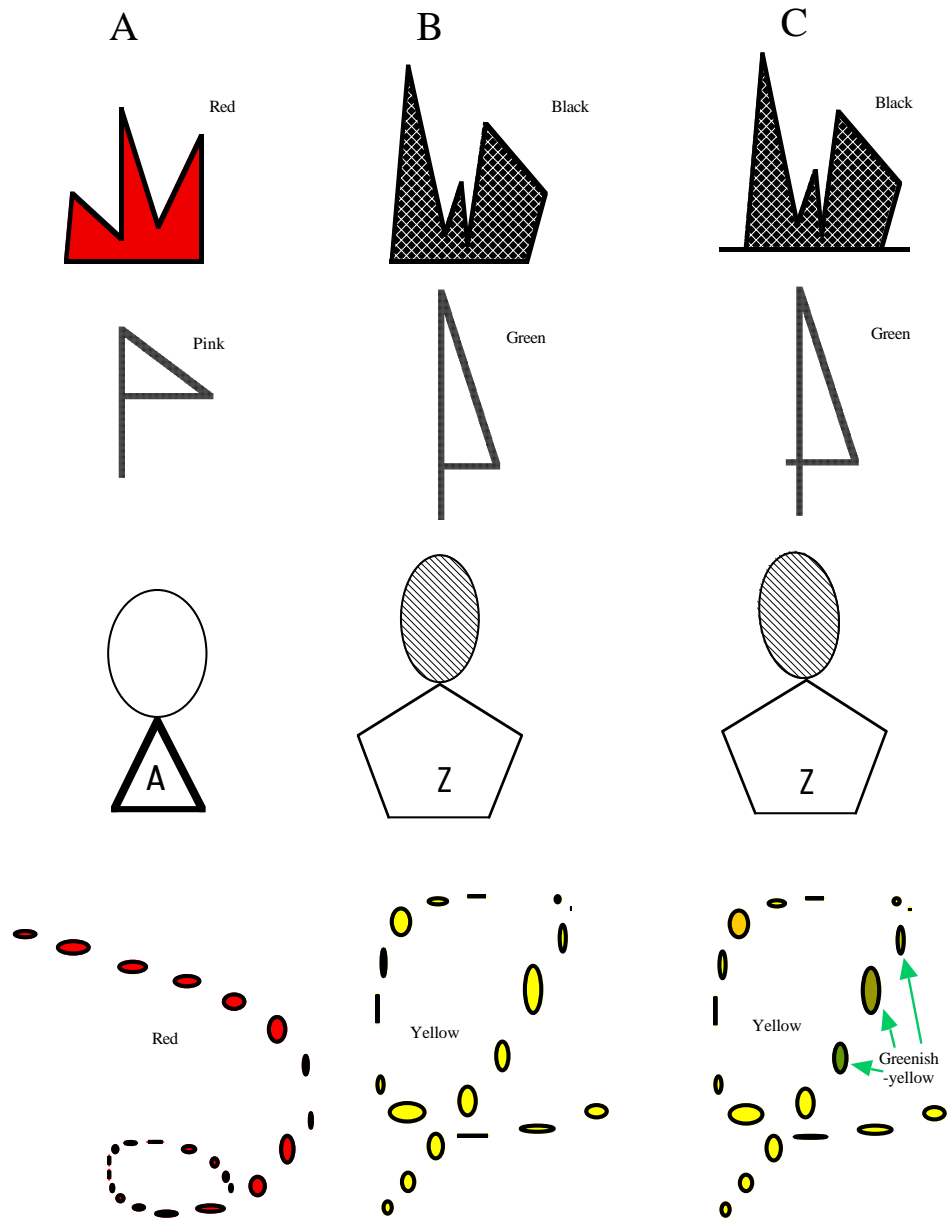 A B C
Red Black Black
Pink Green Green
A Z Z
Red Yellow Yellow
Greenish
-yellow